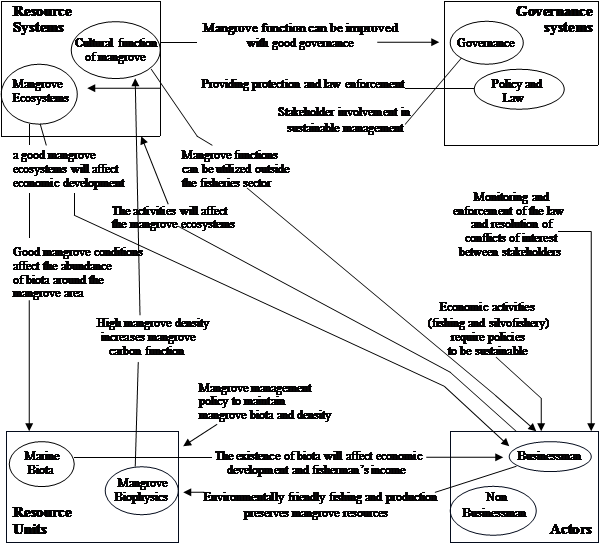 Resource
Systems
Cultural function
of mangrove
Mangrove
Ecosystems
Mangrove function can be improved
with good governance
Governance
systems
Governance
Policy and
Law
Providing protection and law enforcement
Stakeholder involvement in
sustainable management
a good mangrove
ecosystems will affect
economic development
Mangrove functions
can be utilized outside
the fisheries sector
The activities will affect
the mangrove ecosystems
Monitoring and
enforcement of the law
and resolution of
conflicts of interest
between stakeholders
Good mangrove conditions
affect the abundance
of biota around the
mangrove area
High mangrove density
increases mangrove
carbon function
Economic activities
(fishing and silvofishery)
require policies
to be sustainable
Mangrove management
policy to maintain
mangrove biota and density
Marine
Biota
Mangrove
Biophysics
Resource
Units
The existence of biota will affect economic
development and fisherman´s income
Environmentally friendly fishing and production
preserves mangrove resources
Businessman
Non
Businessman
Actors